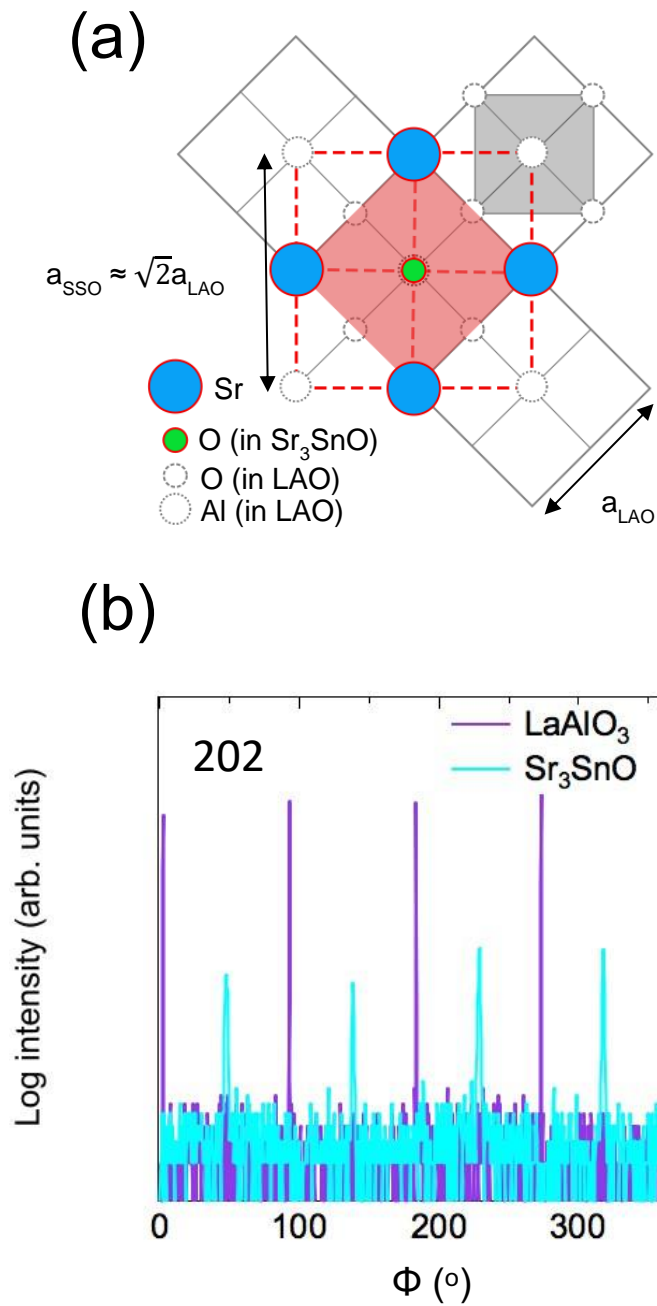 (a)
a_SSO ≈ √2a_LAO
Sr
O (in Sr₃SnO)
O (in LAO)
Al (in LAO)
a_LAO
(b)
LaAlO₃
202
Sr₃SnO
Log intensity (arb. units)
0 100 200 300
Φ (º)